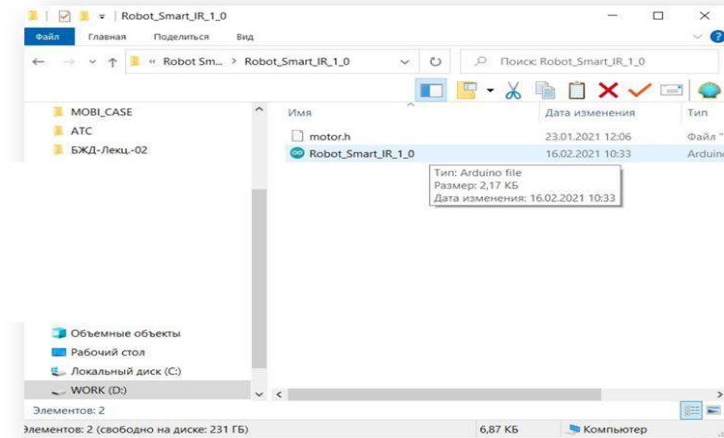 Robot_Smart_IR_1_0
Файл Главная Поделиться Вид
« Robot Sm... > Robot_Smart_IR_1_0
Поиск: Robot_Smart_IR_1_0
Имя Дата изменения Тип
MOBI_CASE
ATC
БЖД-Лекц.-02
motor.h 23.01.2021 12:06 Файл "
Robot_Smart_IR_1_0 16.02.2021 10:33 Arduino
Тип: Arduino file
Размер: 2,17 КБ
Дата изменения: 16.02.2021 10:33
Объемные объекты
Рабочий стол
Локальный диск (C:)
WORK (D:)
Элементов: 2
Элементов: 2 (свободно на диске: 231 ГБ) 6,87 КБ Компьютер